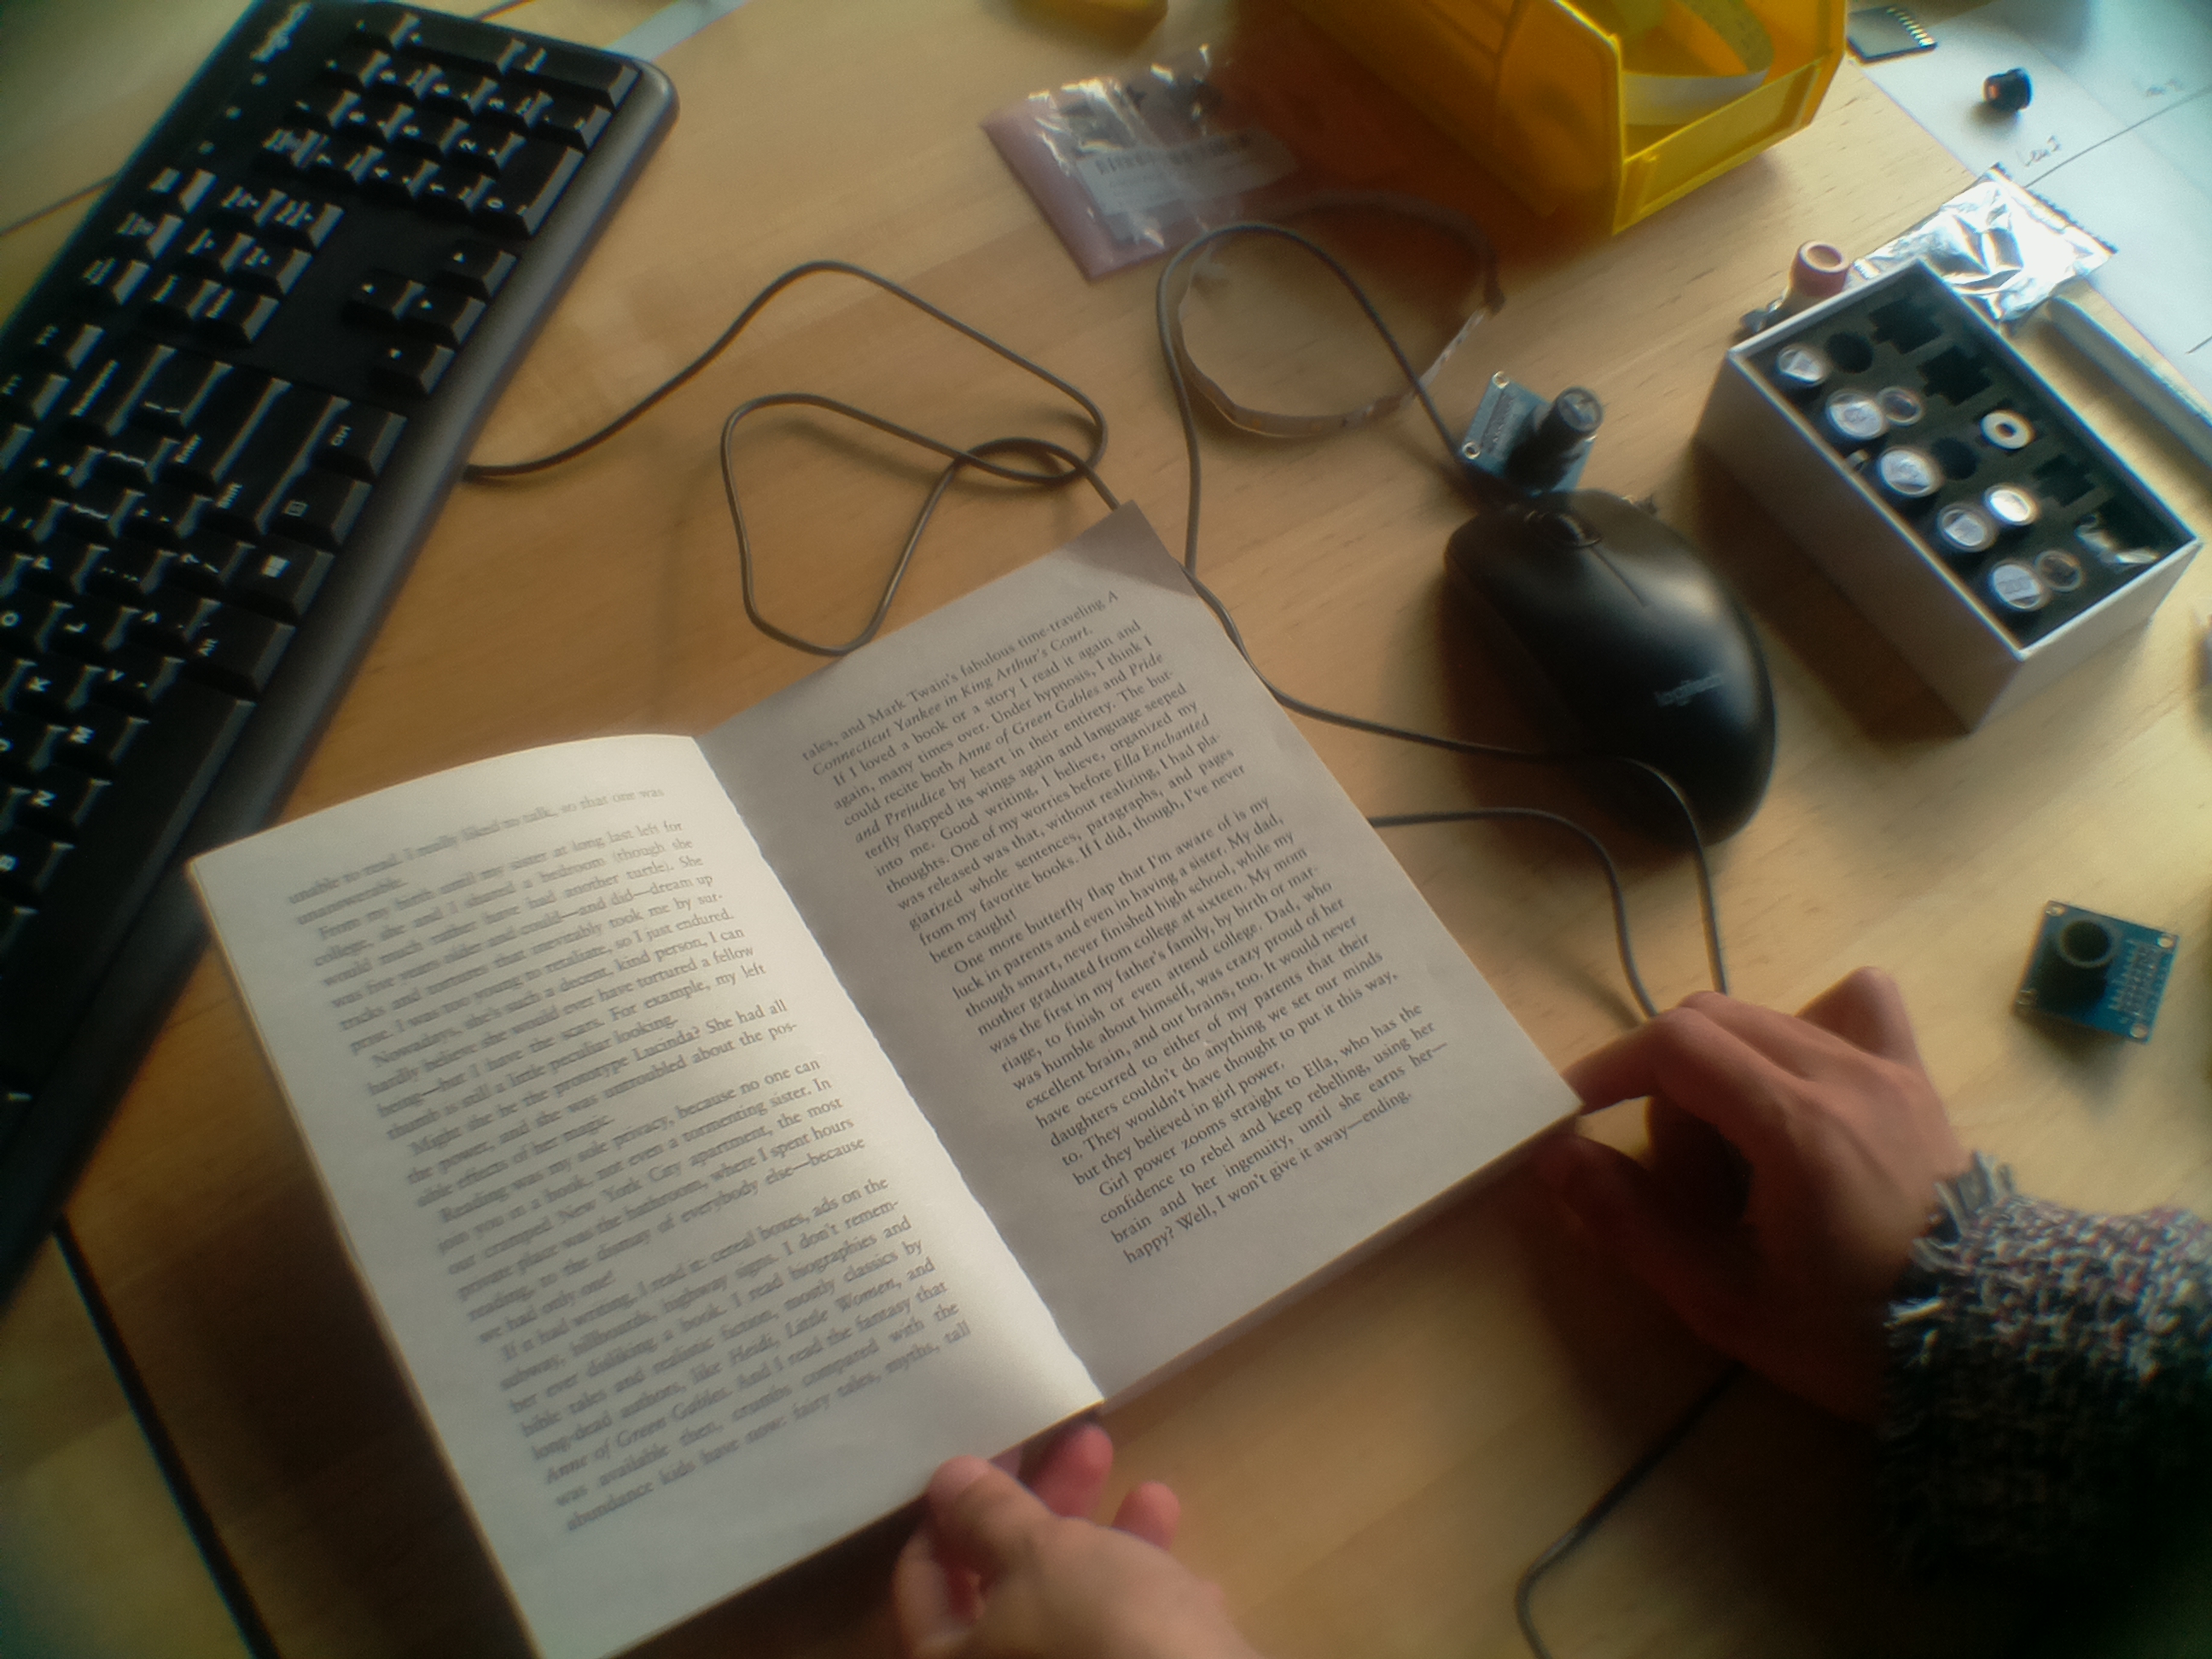 unable to read. I really liked to talk, so that one was
unanswerable.
From my birth until my sister at long last left for
college, she and I shared a bedroom (though she
would much rather have had another turtle). She
was five years older and could—and did—dream up
tricks and tortures that inevitably took me by sur-
prise. I was too young to retaliate, so I just endured.
Nowadays, she's such a decent, kind person, I can
hardly believe she would ever have tortured a fellow
being—but I have the scars. For example, my left
thumb is still a little peculiar looking.
Might she be the prototype Lucinda? She had all
the power, and she was untroubled about the pos-
sible effects of her magic.
Reading was my sole privacy, because no one can
join you in a book, not even a tormenting sister. In
our cramped New York City apartment, the most
private place was the bathroom, where I spent hours
reading, to the dismay of everybody else—because
we had only one!
If it had writing, I read it: cereal boxes, ads on the
subway, billboards, highway signs. I don't remem-
ber ever disliking a book. I read biographies and
bible tales and realistic fiction, mostly classics by
long-dead authors, like Heidi, Little Women, and
Anne of Green Gables. And I read the fantasy that
was available then, crumbs compared with the
abundance kids have now: fairy tales, myths, tall
tales, and Mark Twain's fabulous time-traveling A
Connecticut Yankee in King Arthur's Court.
If I loved a book or a story I read it again and
again, many times over. Under hypnosis, I think I
could recite both Anne of Green Gables and Pride
and Prejudice by heart in their entirety. The but-
terfly flapped its wings again and language seeped
into me. Good writing, I believe, organized my
thoughts. One of my worries before Ella Enchanted
was released was that, without realizing, I had pla-
giarized whole sentences, paragraphs, and pages
from my favorite books. If I did, though, I've never
been caught!
One more butterfly flap that I'm aware of is my
luck in parents and even in having a sister. My dad,
though smart, never finished high school, while my
mother graduated from college at sixteen. My mom
was the first in my father's family, by birth or mar-
riage, to finish or even attend college. Dad, who
was humble about himself, was crazy proud of her
excellent brain, and our brains, too. It would never
have occurred to either of my parents that their
daughters couldn't do anything we set our minds
to. They wouldn't have thought to put it this way,
but they believed in girl power.
Girl power zooms straight to Ella, who has the
confidence to rebel and keep rebelling, using her
brain and her ingenuity, until she earns her—
happy? Well, I won't give it away—ending.
logitech
logitech